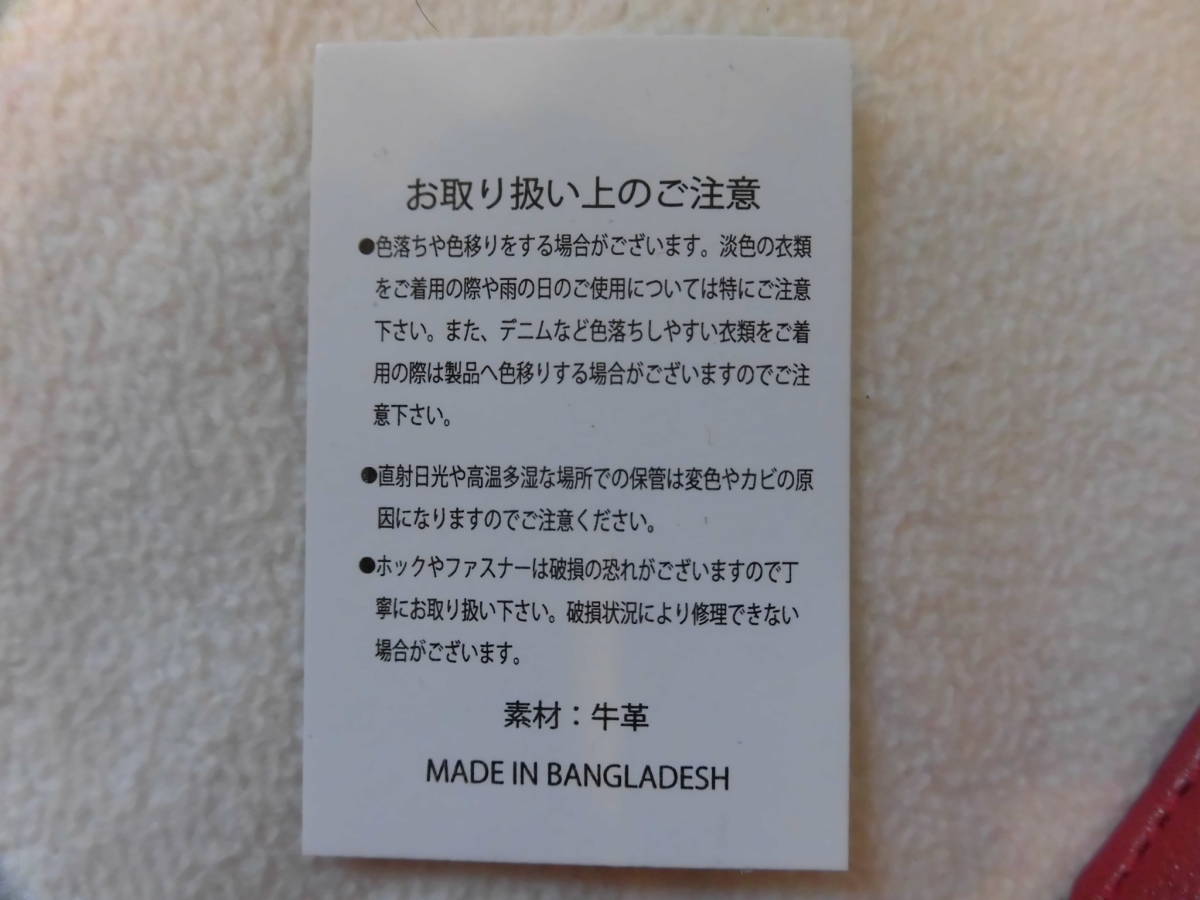 お取り扱い上のご注意
●色落ちや色移りをする場合がございます。淡色の衣類
をご着用の際や雨の日のご使用については特にご注意
下さい。また、デニムなど色落ちしやすい衣類をご着
用の際は製品へ色移りする場合がございますのでご注
意下さい。
●直射日光や高温多湿な場所での保管は変色やカビの原
因になりますのでご注意ください。
●ホックやファスナーは破損の恐れがございますので丁
寧にお取り扱い下さい。破損状況により修理できない
場合がございます。
素材：牛革
MADE IN BANGLADESH